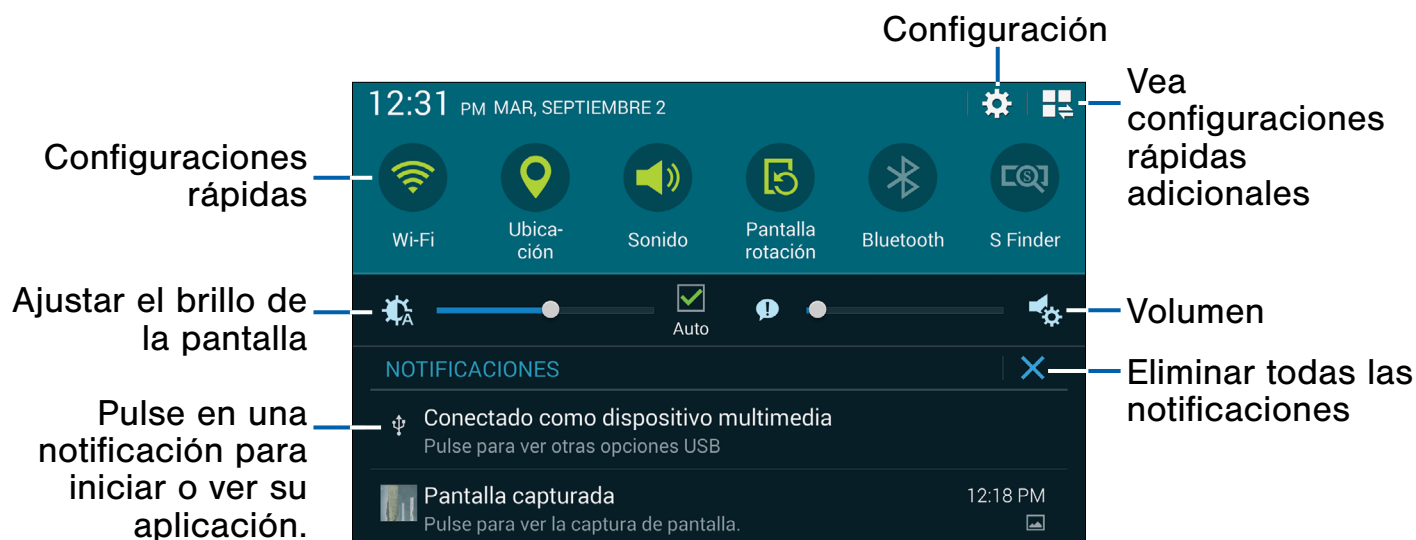 Configuración
Vea
configuraciones
rápidas
adicionales
12:31 PM MAR, SEPTIEMBRE 2
Configuraciones
rápidas
Wi-Fi
Ubica-
ción
Sonido
Pantalla
rotación
Bluetooth
S Finder
Ajustar el brillo de
la pantalla
A
Auto
Volumen
NOTIFICACIONES
Eliminar todas las
notificaciones
Pulse en una
notificación para
iniciar o ver su
aplicación.
Conectado como dispositivo multimedia
Pulse para ver otras opciones USB
Pantalla capturada 12:18 PM
Pulse para ver la captura de pantalla.